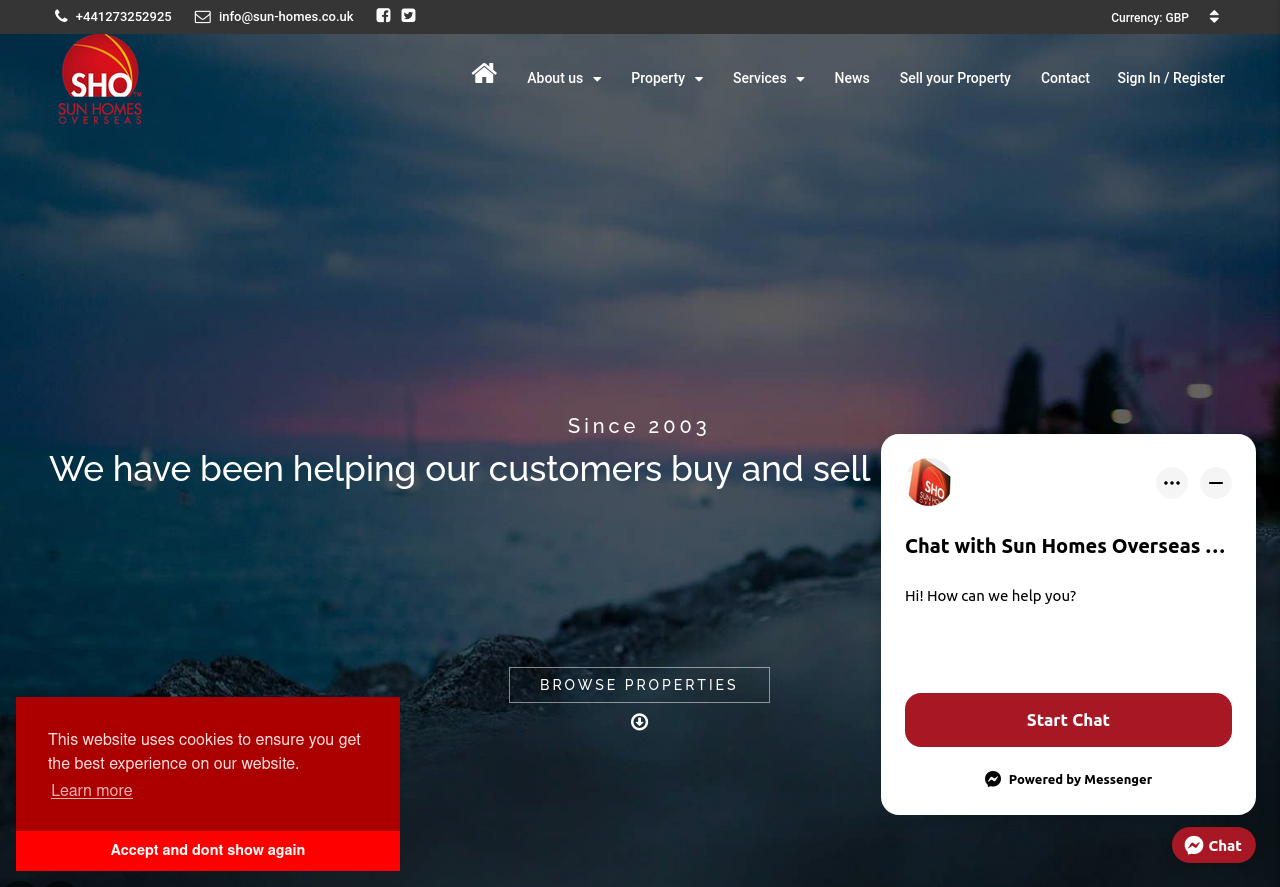 +441273252925 info@sun-homes.co.uk Currency: GBP
SHO
SUN HOMES
OVERSEAS
About us Property Services News Sell your Property Contact Sign In / Register
Since 2003
We have been helping our customers buy and sell
SHO
Chat with Sun Homes Overseas …
Hi! How can we help you?
Start Chat
Powered by Messenger
Chat
BROWSE PROPERTIES
This website uses cookies to ensure you get
the best experience on our website.
Learn more
Accept and dont show again